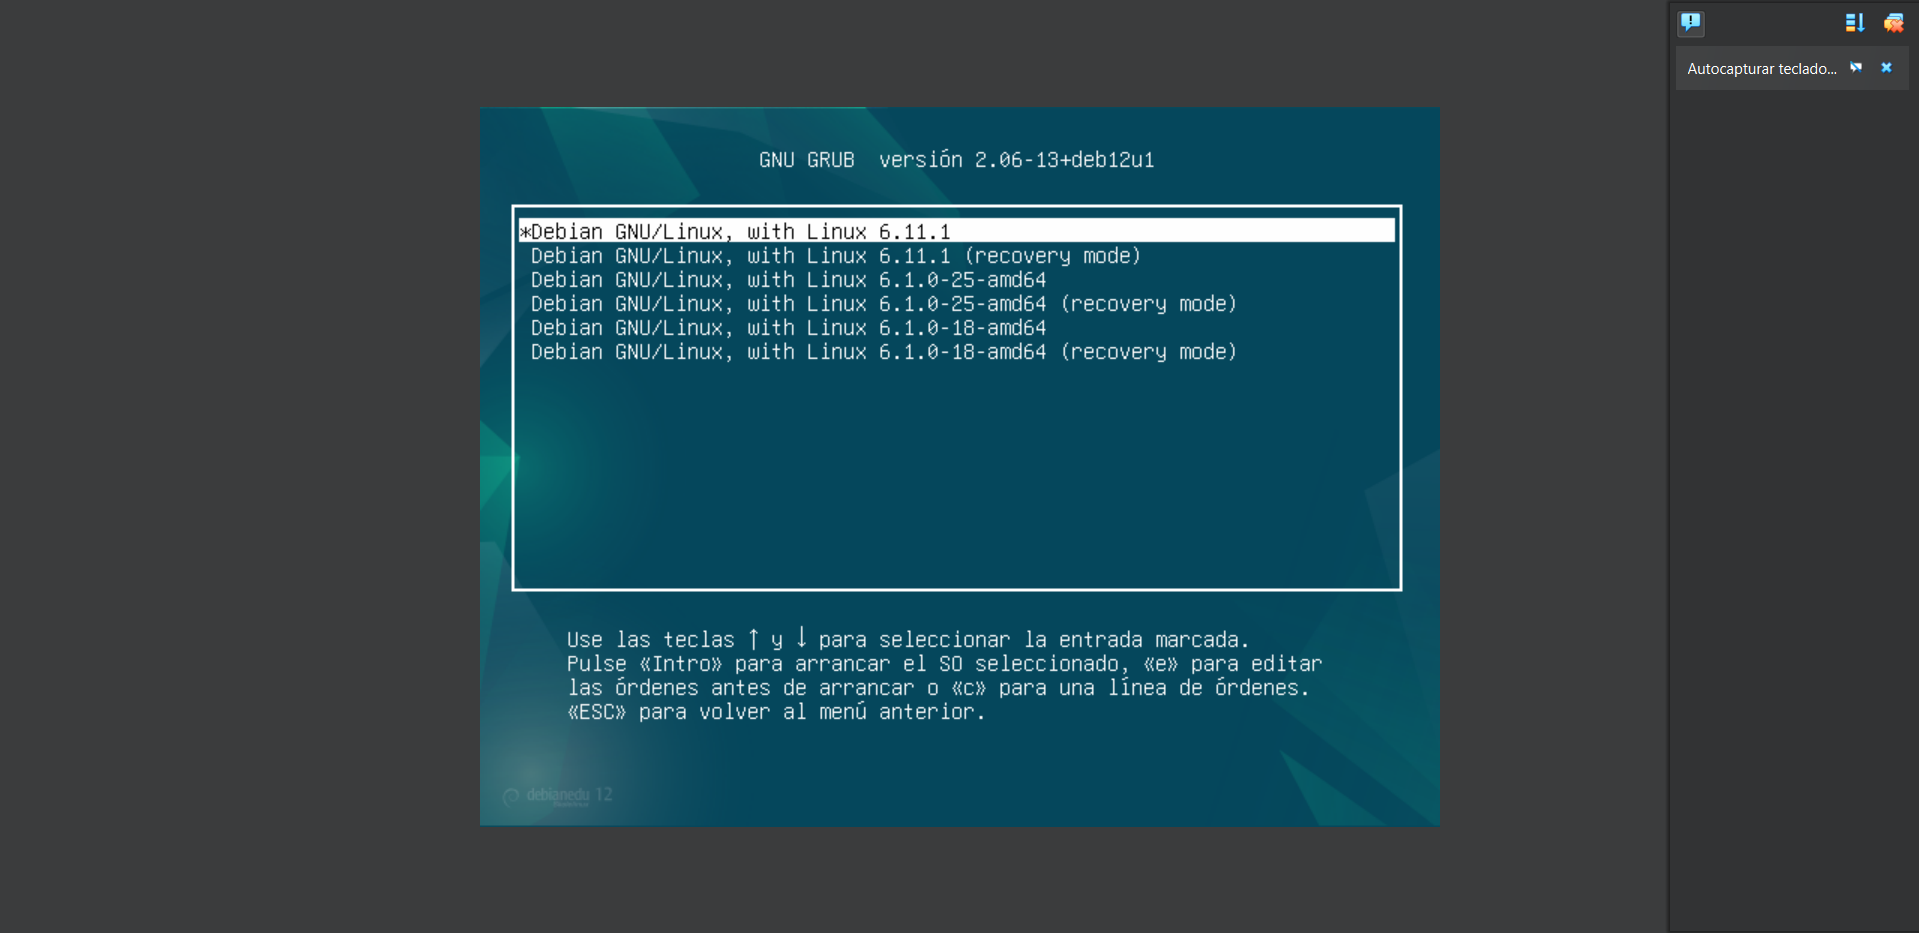 Autocapturar teclado...
GNU GRUB  versión 2.06-13+deb12u1
*Debian GNU/Linux, with Linux 6.11.1
Debian GNU/Linux, with Linux 6.11.1 (recovery mode)
Debian GNU/Linux, with Linux 6.1.0-25-amd64
Debian GNU/Linux, with Linux 6.1.0-25-amd64 (recovery mode)
Debian GNU/Linux, with Linux 6.1.0-18-amd64
Debian GNU/Linux, with Linux 6.1.0-18-amd64 (recovery mode)
Use las teclas ↑ y ↓ para seleccionar la entrada marcada.
Pulse «Intro» para arrancar el SO seleccionado, «e» para editar
las órdenes antes de arrancar o «c» para una línea de órdenes.
«ESC» para volver al menú anterior.
debianedu 12